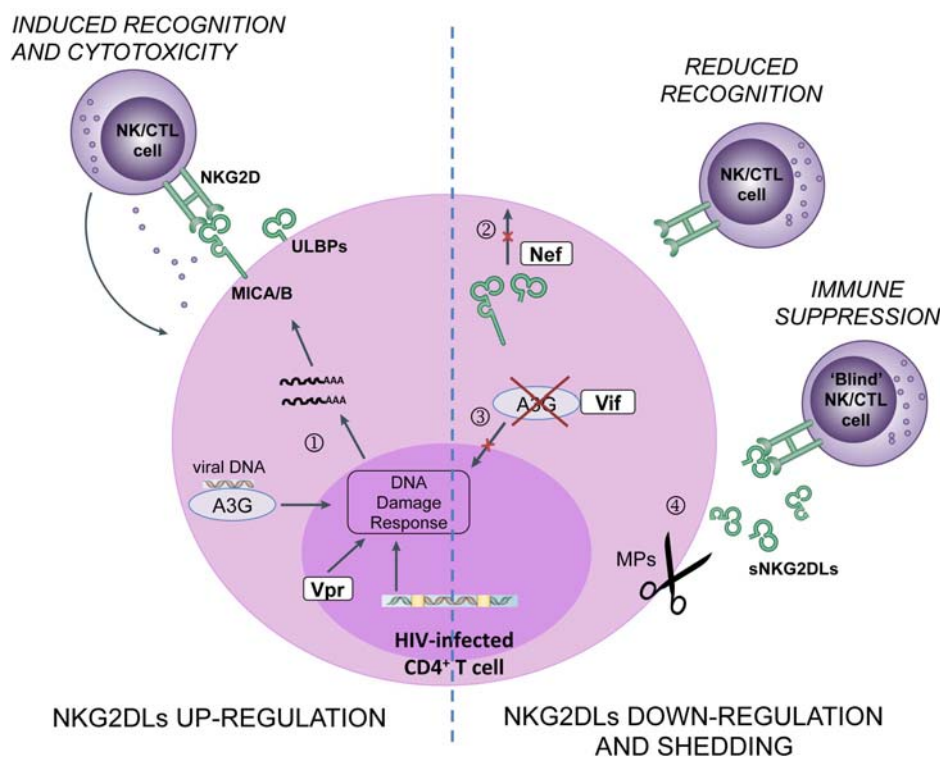 INDUCED RECOGNITION
AND CYTOTOXICITY
NK/CTL
cell
NKG2D
ULBPs
MICA/B
AAA
AAA
①
viral DNA
A3G
DNA
Damage
Response
Vpr
HIV-infected
CD4⁺ T cell
NKG2DLs UP-REGULATION
REDUCED
RECOGNITION
NK/CTL
cell
②
Nef
③
A3G
Vif
IMMUNE
SUPPRESSION
'Blind'
NK/CTL
cell
④
MPs
sNKG2DLs
NKG2DLs DOWN-REGULATION
AND SHEDDING